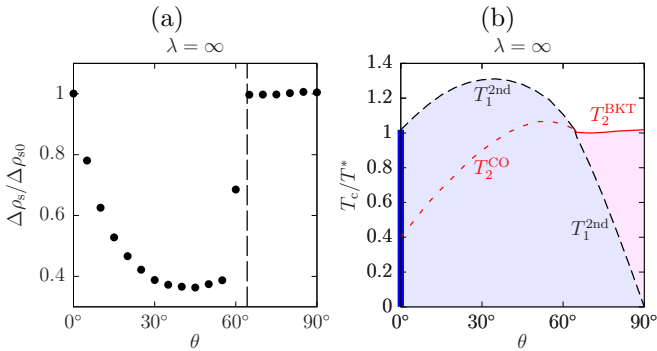 (a)
λ = ∞
Δρs/Δρs0
1
0.8
0.6
0.4
0° 30° 60° 90°
θ
(b)
λ = ∞
Tc/T*
1.4
1.2
1
0.8
0.6
0.4
0.2
0
T1^2nd
T2^BKT
T2^CO
T1^2nd
0° 30° 60° 90°
θ